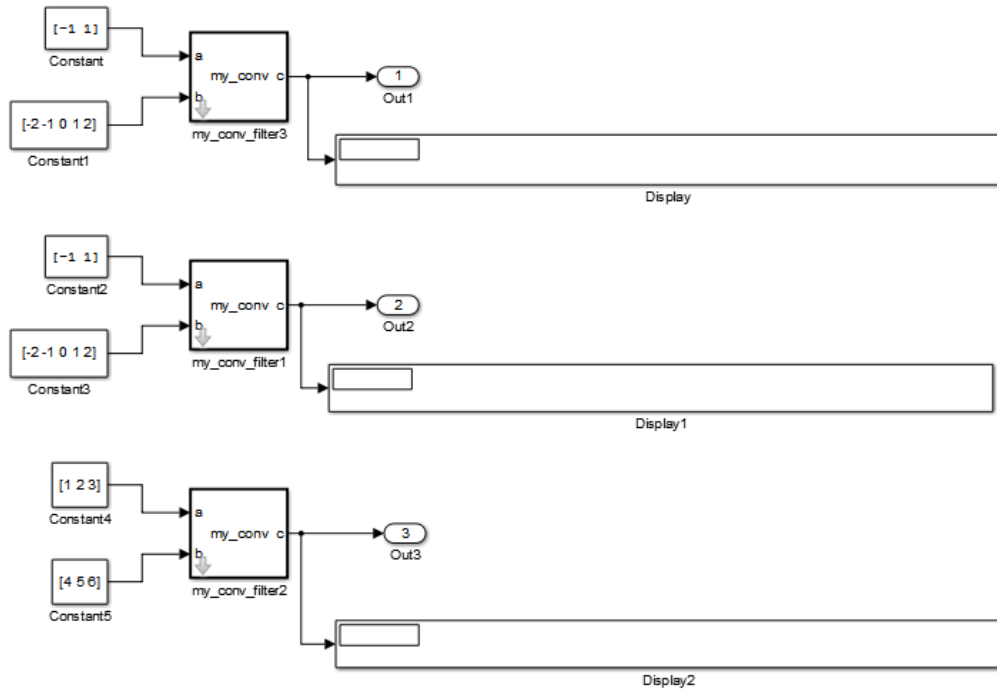 [-1 1]
Constant
a
my_conv c
1
Out1
[-2 -1 0 1 2]
b
Constant1
my_conv_filter3
Display
[-1 1]
Constant2
a
my_conv c
2
Out2
[-2 -1 0 1 2]
b
Constant3
my_conv_filter1
Display1
[1 2 3]
Constant4
a
my_conv c
3
Out3
[4 5 6]
b
Constant5
my_conv_filter2
Display2